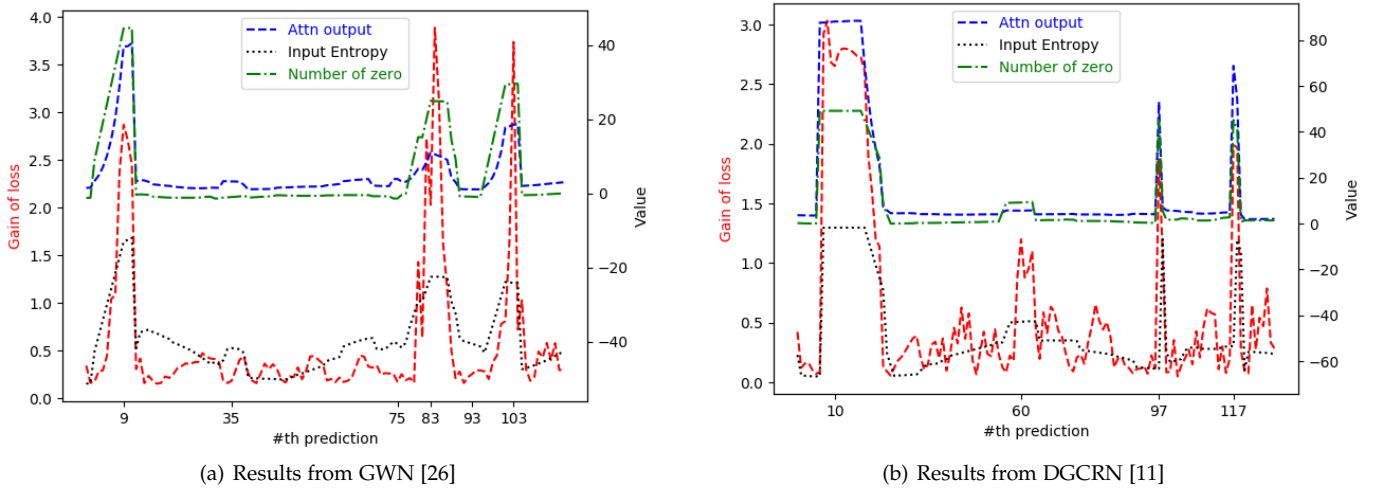 4.0
3.5
3.0
2.5
2.0
1.5
1.0
0.5
0.0
Gain of loss
Attn output
Input Entropy
Number of zero
40
20
0
−20
−40
Value
9
35
75
83
93
103
#th prediction
(a) Results from GWN [26]
3.0
2.5
2.0
1.5
1.0
0.5
0.0
Gain of loss
Attn output
Input Entropy
Number of zero
80
60
40
20
0
−20
−40
−60
Value
10
60
97
117
#th prediction
(b) Results from DGCRN [11]